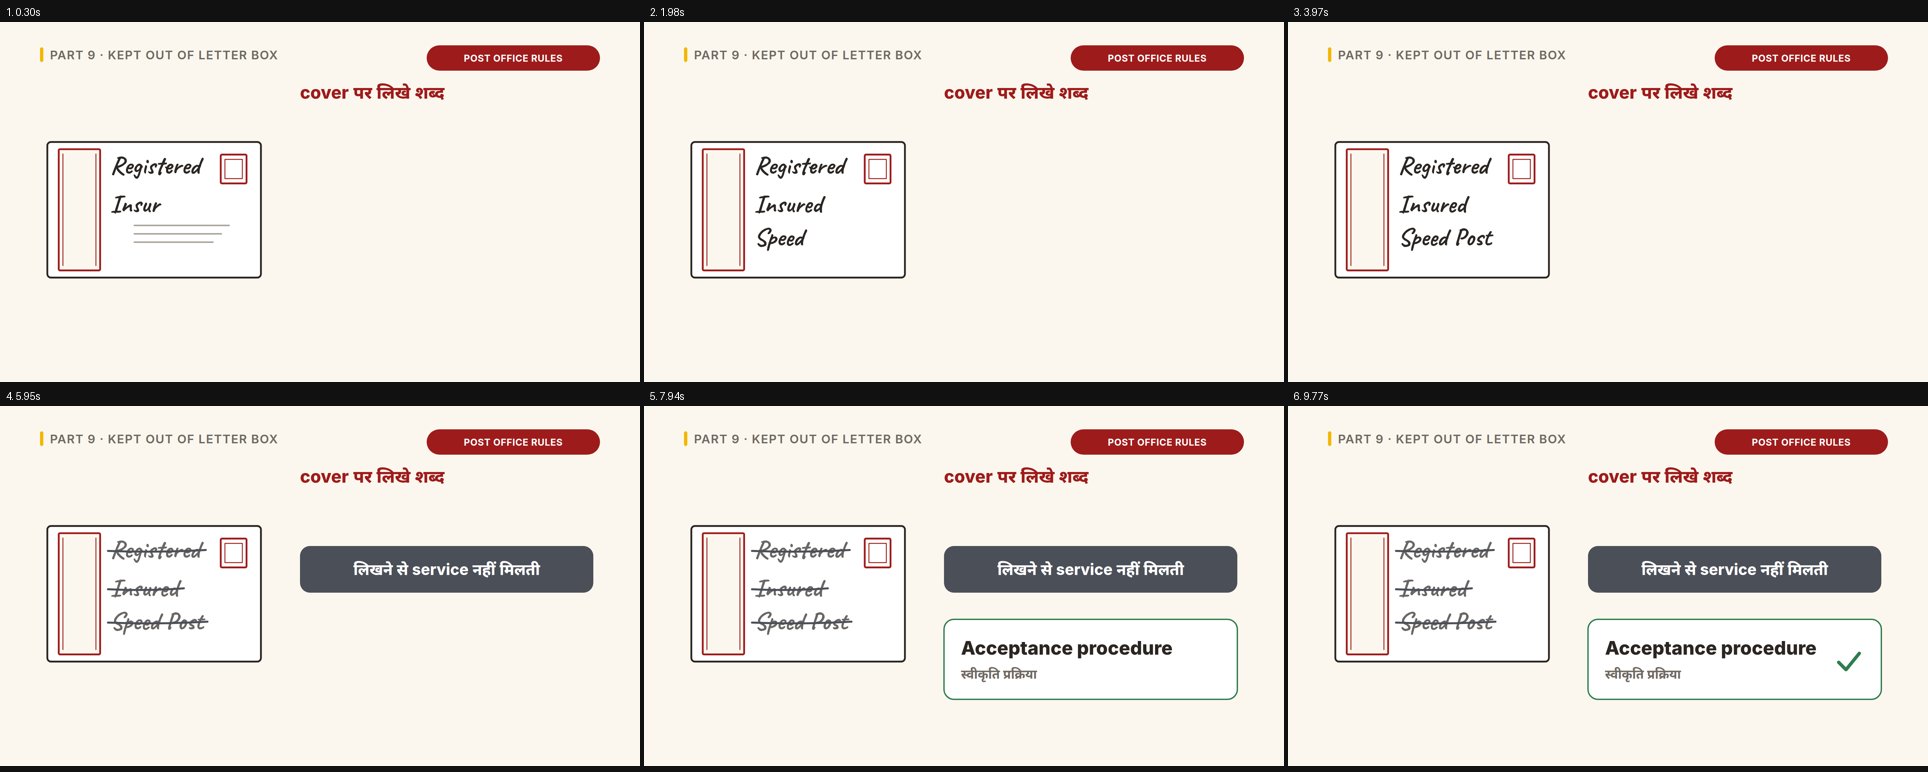 1. 0.30s
PART 9 · KEPT OUT OF LETTER BOX
POST OFFICE RULES
cover पर लिखे शब्द
Registered
Insur
2. 1.98s
PART 9 · KEPT OUT OF LETTER BOX
POST OFFICE RULES
cover पर लिखे शब्द
Registered
Insured
Speed
3. 3.97s
PART 9 · KEPT OUT OF LETTER BOX
POST OFFICE RULES
cover पर लिखे शब्द
Registered
Insured
Speed Post
4. 5.95s
PART 9 · KEPT OUT OF LETTER BOX
POST OFFICE RULES
cover पर लिखे शब्द
Registered
Insured
Speed Post
लिखने से service नहीं मिलती
5. 7.94s
PART 9 · KEPT OUT OF LETTER BOX
POST OFFICE RULES
cover पर लिखे शब्द
Registered
Insured
Speed Post
लिखने से service नहीं मिलती
Acceptance procedure
स्वीकृति प्रक्रिया
6. 9.77s
PART 9 · KEPT OUT OF LETTER BOX
POST OFFICE RULES
cover पर लिखे शब्द
Registered
Insured
Speed Post
लिखने से service नहीं मिलती
Acceptance procedure
स्वीकृति प्रक्रिया